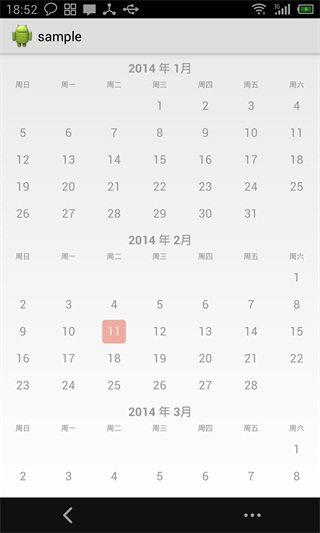 18:52
3G
sample
2014 年 1月
周日 周一 周二 周三 周四 周五 周六
1 2 3 4
5 6 7 8 9 10 11
12 13 14 15 16 17 18
19 20 21 22 23 24 25
26 27 28 29 30 31
2014 年 2月
周日 周一 周二 周三 周四 周五 周六
1
2 3 4 5 6 7 8
9 10 11 12 13 14 15
16 17 18 19 20 21 22
23 24 25 26 27 28
2014 年 3月
周日 周一 周二 周三 周四 周五 周六
1
2 3 4 5 6 7 8